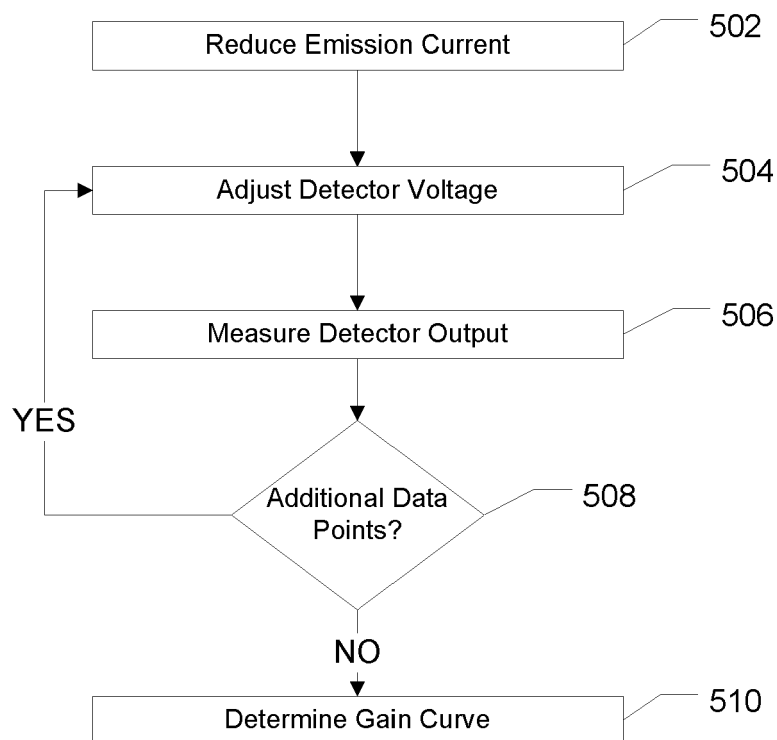 Reduce Emission Current
502
Adjust Detector Voltage
504
Measure Detector Output
506
YES
Additional Data
Points?
508
NO
Determine Gain Curve
510